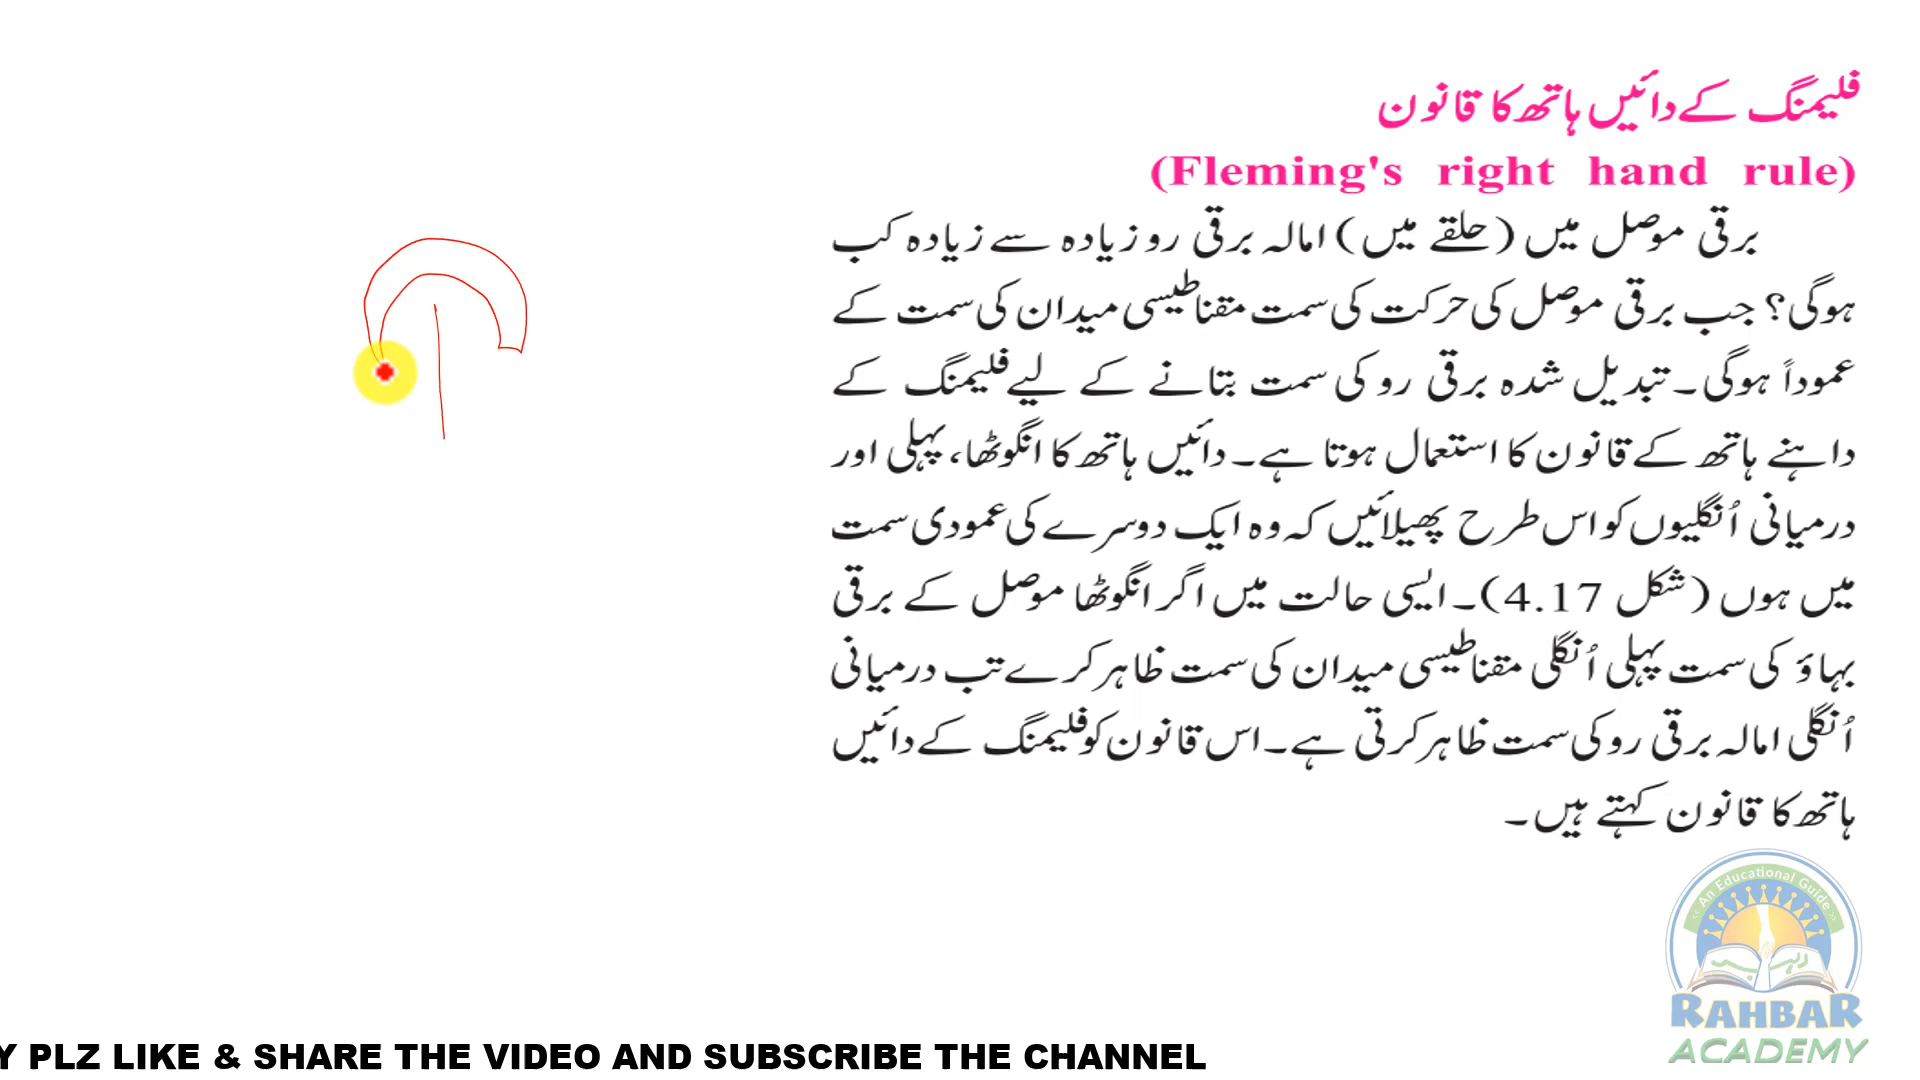 فلیمنگ کے دائیں ہاتھ کا قانون
(Fleming's right hand rule)
برقی موصل میں (حلقے میں) امالہ برقی رو زیادہ سے زیادہ کب
ہوگی؟ جب برقی موصل کی حرکت کی سمت مقناطیسی میدان کی سمت کے
عموداً ہوگی۔ تبدیل شدہ برقی رو کی سمت بتانے کے لیے فلیمنگ کے
داہنے ہاتھ کے قانون کا استعمال ہوتا ہے۔ دائیں ہاتھ کا انگوٹھا، پہلی اور
درمیانی اُنگلیوں کو اس طرح پھیلائیں کہ وہ ایک دوسرے کی عمودی سمت
میں ہوں (شکل 4.17)۔ ایسی حالت میں اگر انگوٹھا موصل کے برقی
بہاؤ کی سمت پہلی اُنگلی مقناطیسی میدان کی سمت ظاہر کرے تب درمیانی
اُنگلی امالہ برقی رو کی سمت ظاہر کرتی ہے۔ اس قانون کو فلیمنگ کے دائیں
ہاتھ کا قانون کہتے ہیں۔
An Educational Guide
RAHBAR
ACADEMY
Y PLZ LIKE & SHARE THE VIDEO AND SUBSCRIBE THE CHANNEL